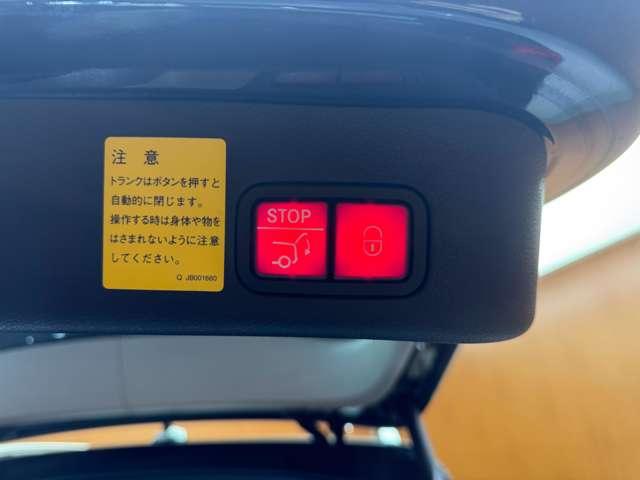 注意
トランクはボタンを押すと
自動的に閉じます。
操作する時は身体や物を
はさまれないように注意
してください。
Q JB001660
STOP